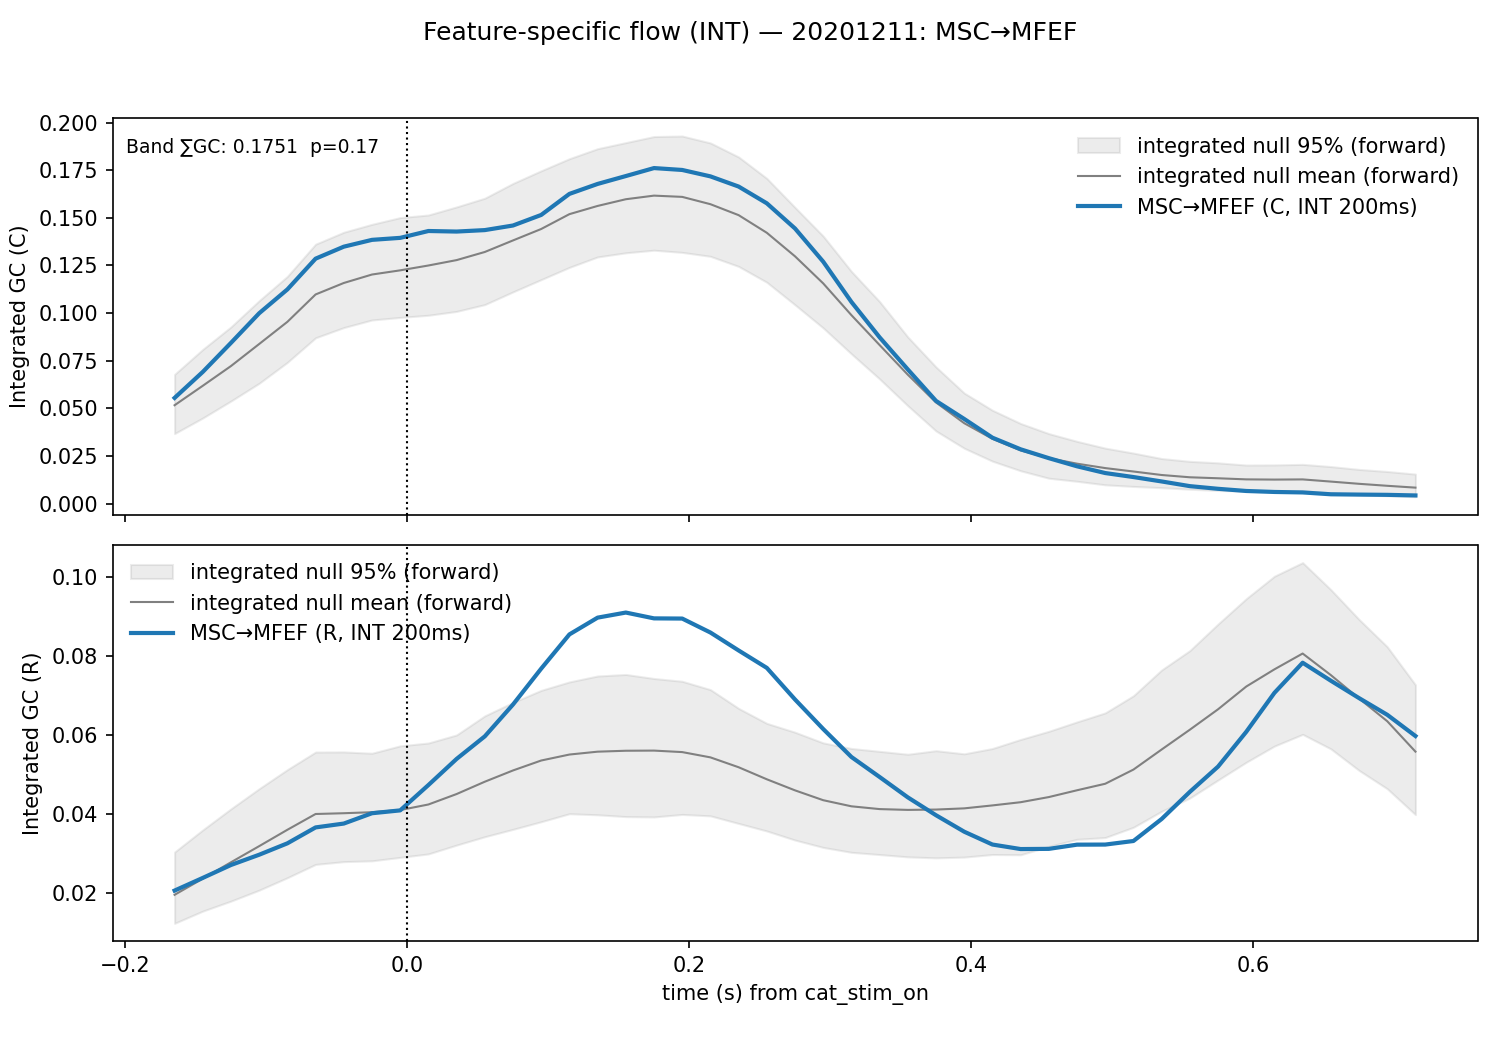 Feature-specific flow (INT) — 20201211: MSC→MFEF
Integrated GC (C)
0.200
0.175
0.150
0.125
0.100
0.075
0.050
0.025
0.000
Band ∑GC: 0.1751  p=0.17
integrated null 95% (forward)
integrated null mean (forward)
MSC→MFEF (C, INT 200ms)
Integrated GC (R)
0.10
0.08
0.06
0.04
0.02
integrated null 95% (forward)
integrated null mean (forward)
MSC→MFEF (R, INT 200ms)
−0.2 0.0 0.2 0.4 0.6
time (s) from cat_stim_on